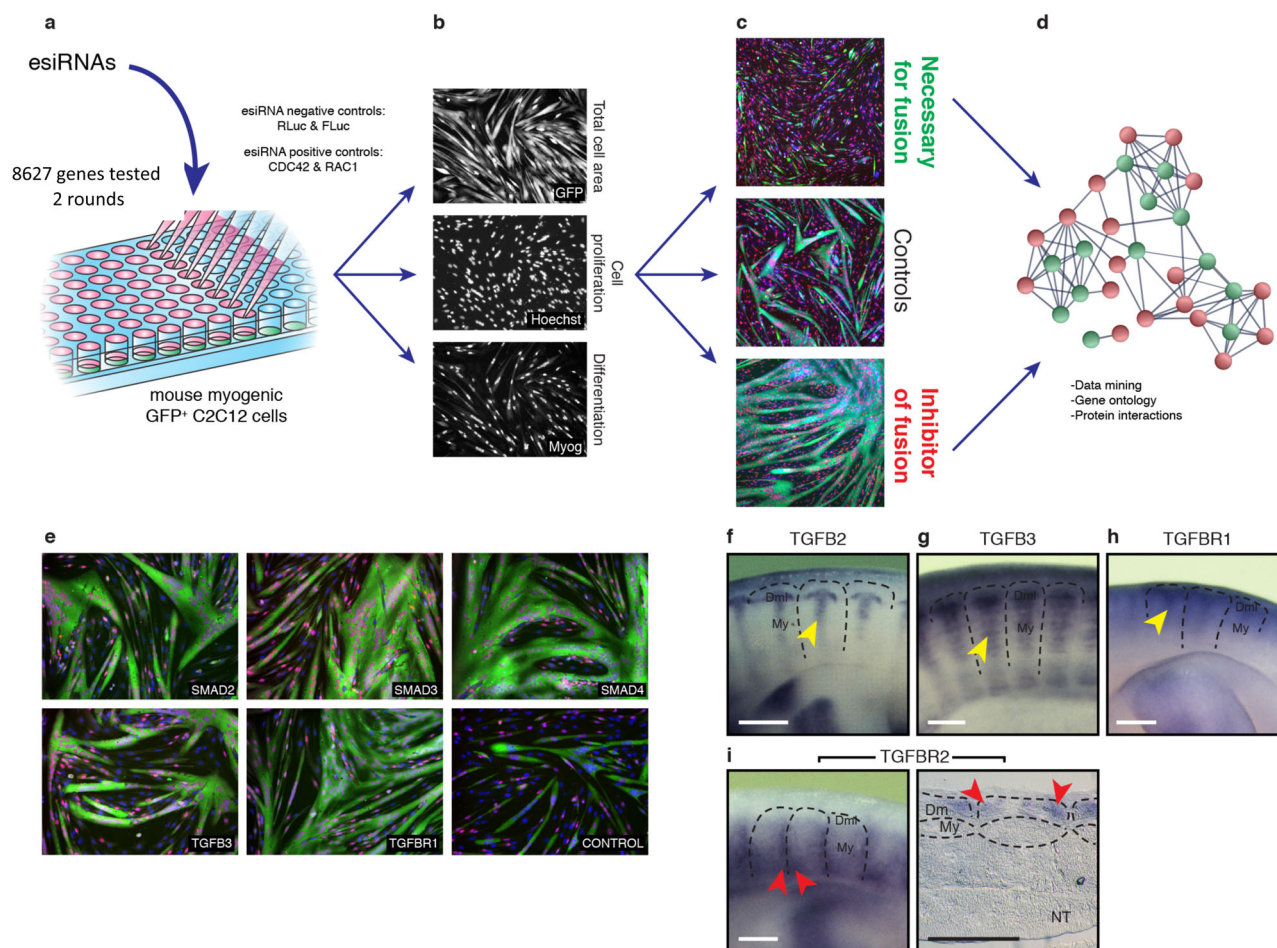 a
esiRNAs
8627 genes tested
2 rounds
esiRNA negative controls:
RLuc & FLuc
esiRNA positive controls:
CDC42 & RAC1
mouse myogenic
GFP+ C2C12 cells
b
Total cell area
GFP
Cell
proliferation
Hoechst
Differentiation
Myog
c
Necessary
for fusion
Controls
Inhibitor
of fusion
d
-Data mining
-Gene ontology
-Protein interactions
e
SMAD2
SMAD3
SMAD4
TGFB3
TGFBR1
CONTROL
f
TGFB2
Dml
My
g
TGFB3
Dml
My
h
TGFBR1
Dml
My
i
TGFBR2
Dml
My
Dm
My
NT